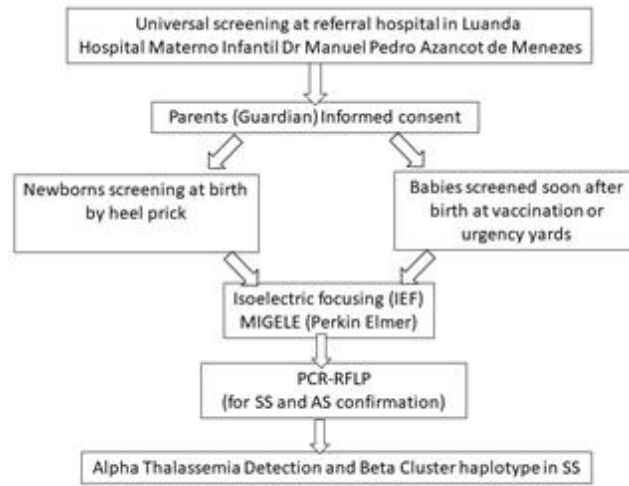 Universal screening at referral hospital in Luanda
Hospital Materno Infantil Dr Manuel Pedro Azancot de Menezes
Parents (Guardian) Informed consent
Newborns screening at birth
by heel prick
Babies screened soon after
birth at vaccination or
urgency yards
Isoelectric focusing (IEF)
MIGELE (Perkin Elmer)
PCR-RFLP
(for SS and AS confirmation)
Alpha Thalassemia Detection and Beta Cluster haplotype in SS